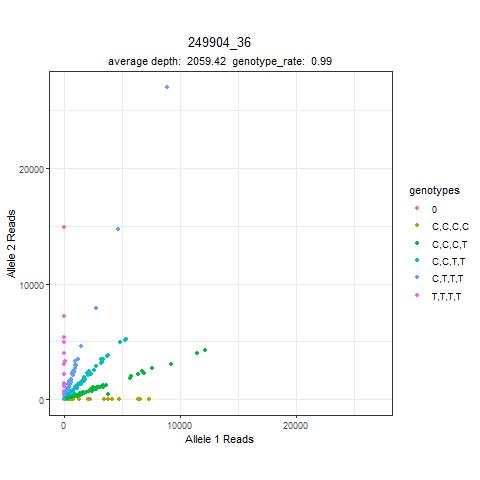 249904_36
average depth:  2059.42  genotype_rate:  0.99
20000
10000
0
Allele 2 Reads
0
10000
20000
Allele 1 Reads
genotypes
0
C,C,C,C
C,C,C,T
C,C,T,T
C,T,T,T
T,T,T,T